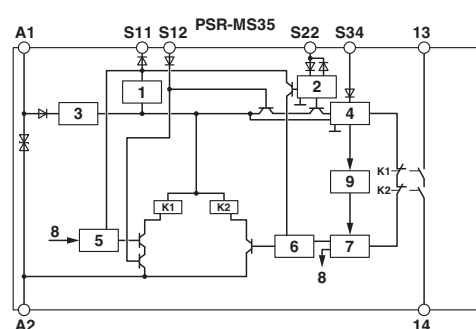 PSR-MS35
A1 S11 S12 S22 S34 13
1 2
3 4
K1
K2
9
K1 K2
8 5 6 7
8
A2 14